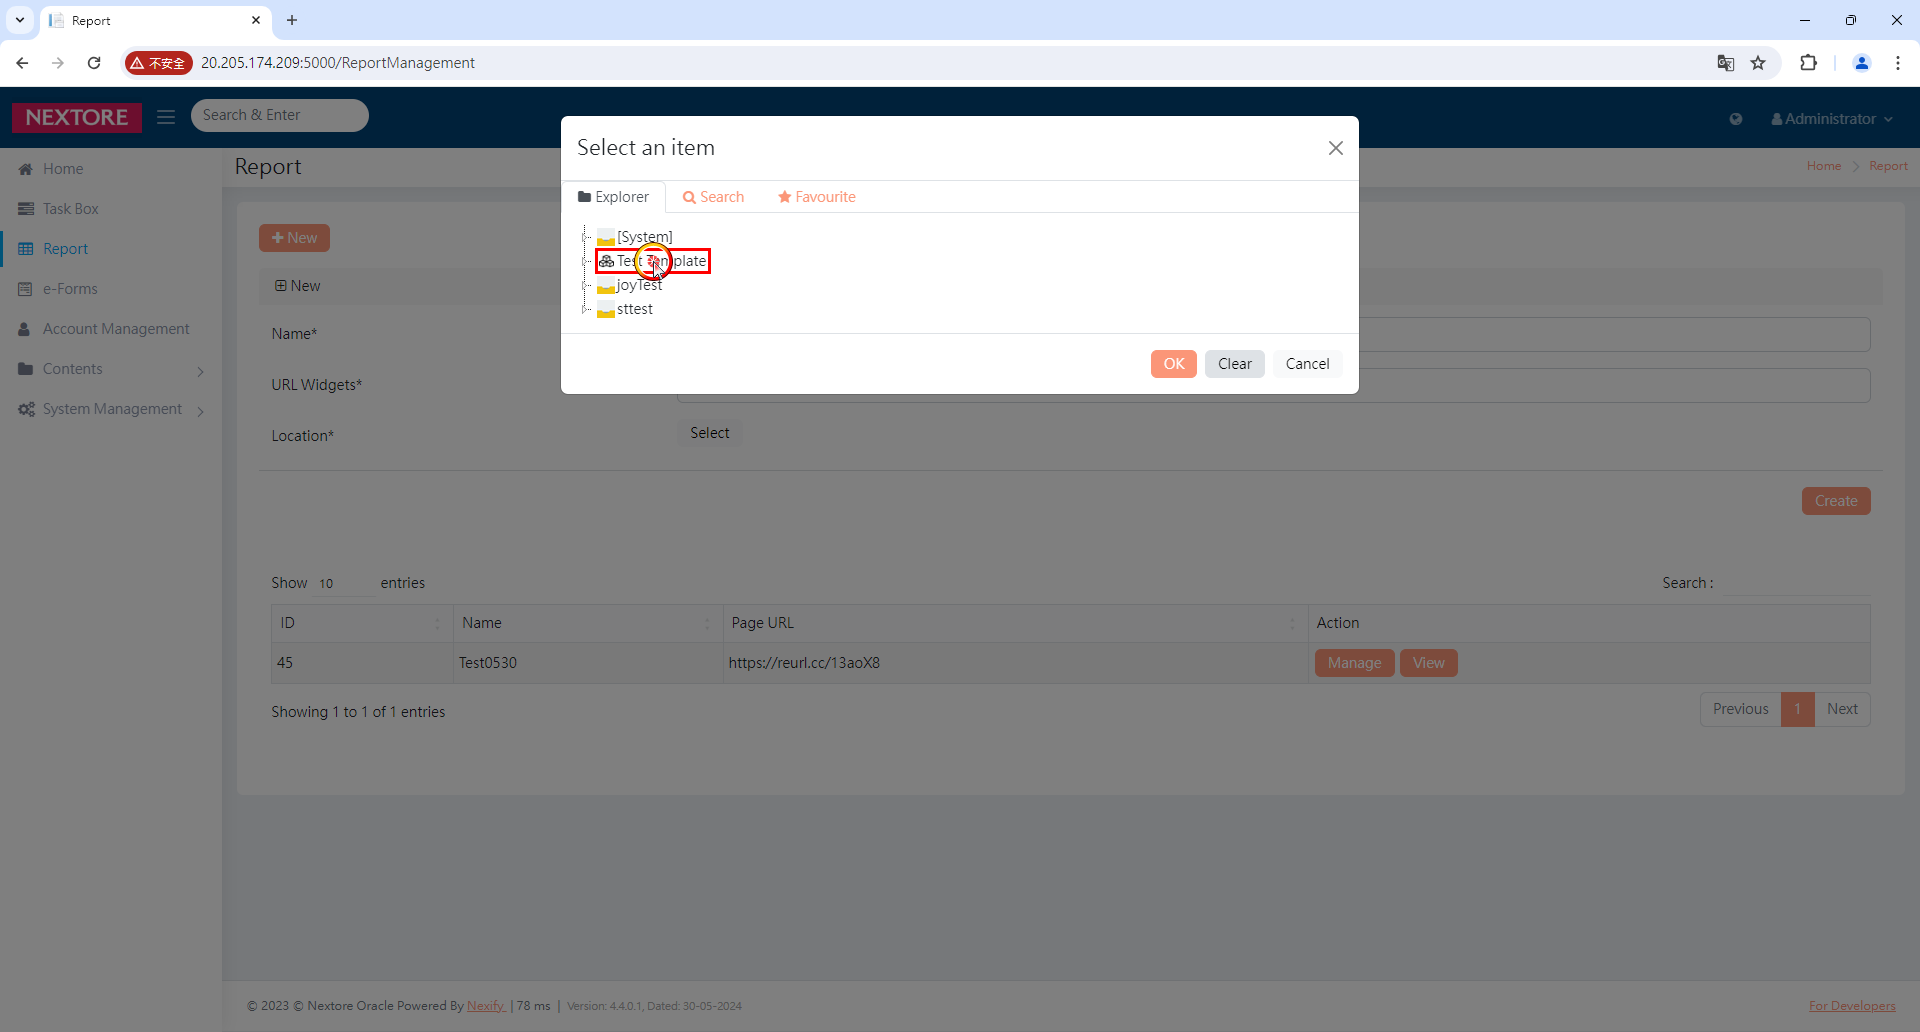 Report
不安全 20.205.174.209:5000/ReportManagement
NEXTORE
Search & Enter
Administrator
Home
Task Box
Report
e-Forms
Account Management
Contents
System Management
Report
Home > Report
Select an item
Explorer Search Favourite
[System]
Test Template
joyTest
sttest
OK Clear Cancel
New
New
Name*
URL Widgets*
Location* Select
Create
Show 10 entries Search :
ID Name Page URL Action
45 Test0530 https://reurl.cc/13aoX8 Manage View
Showing 1 to 1 of 1 entries Previous 1 Next
© 2023 © Nextore Oracle Powered By Nexify | 78 ms | Version: 4.4.0.1, Dated: 30-05-2024 For Developers